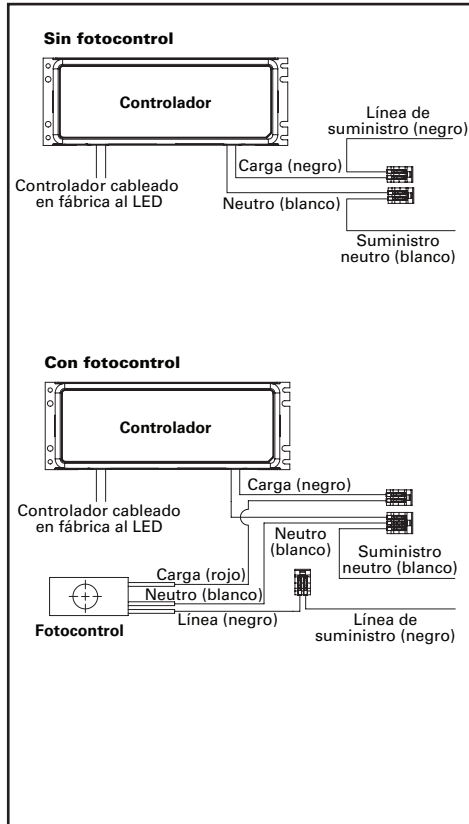 Sin fotocontrol
Controlador
Línea de
suministro (negro)
Carga (negro)
Controlador cableado
en fábrica al LED
Neutro (blanco)
Suministro
neutro (blanco)
Con fotocontrol
Controlador
Carga (negro)
Controlador cableado
en fábrica al LED
Neutro
(blanco)
Suministro
neutro (blanco)
Carga (rojo)
Neutro (blanco)
Línea (negro)
Fotocontrol
Línea de
suministro (negro)